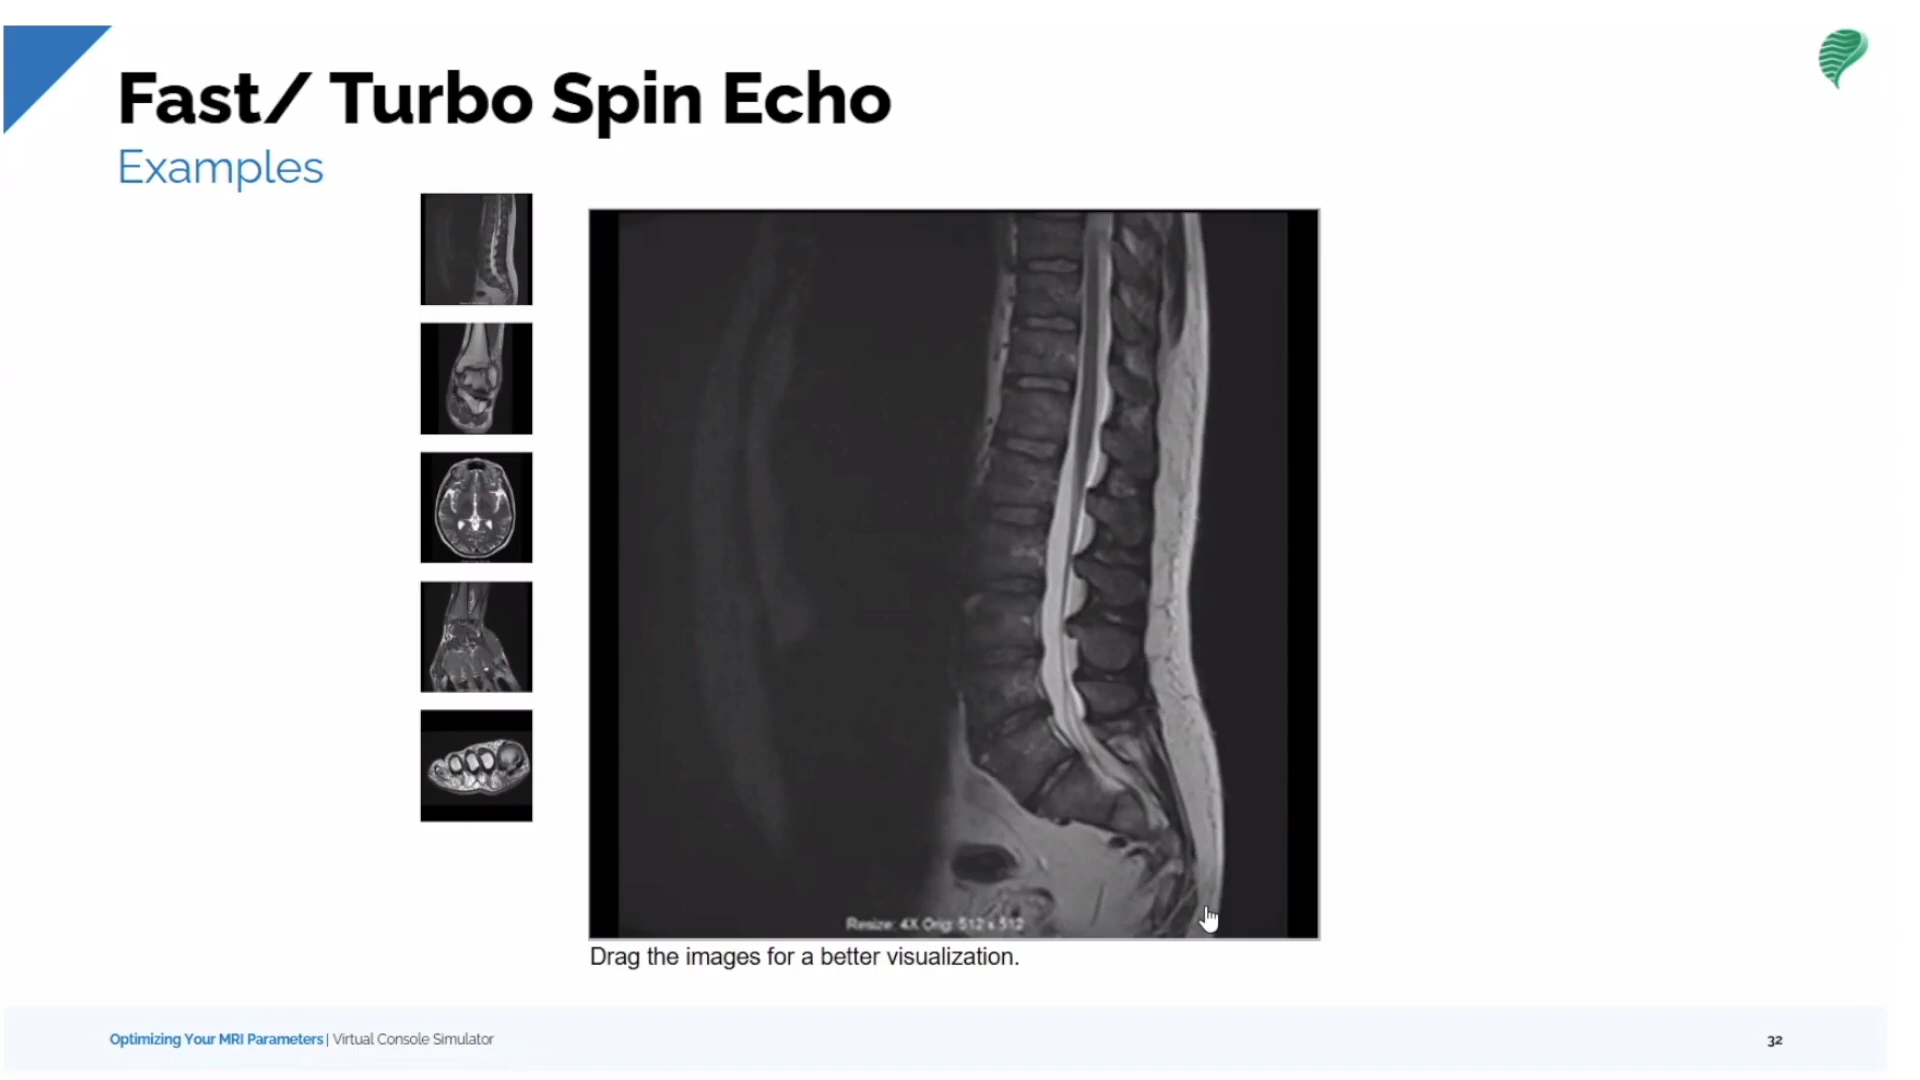 Fast/ Turbo Spin Echo
Examples
Resize: 4X Orig: 512 x 512
Drag the images for a better visualization.
Optimizing Your MRI Parameters | Virtual Console Simulator
32